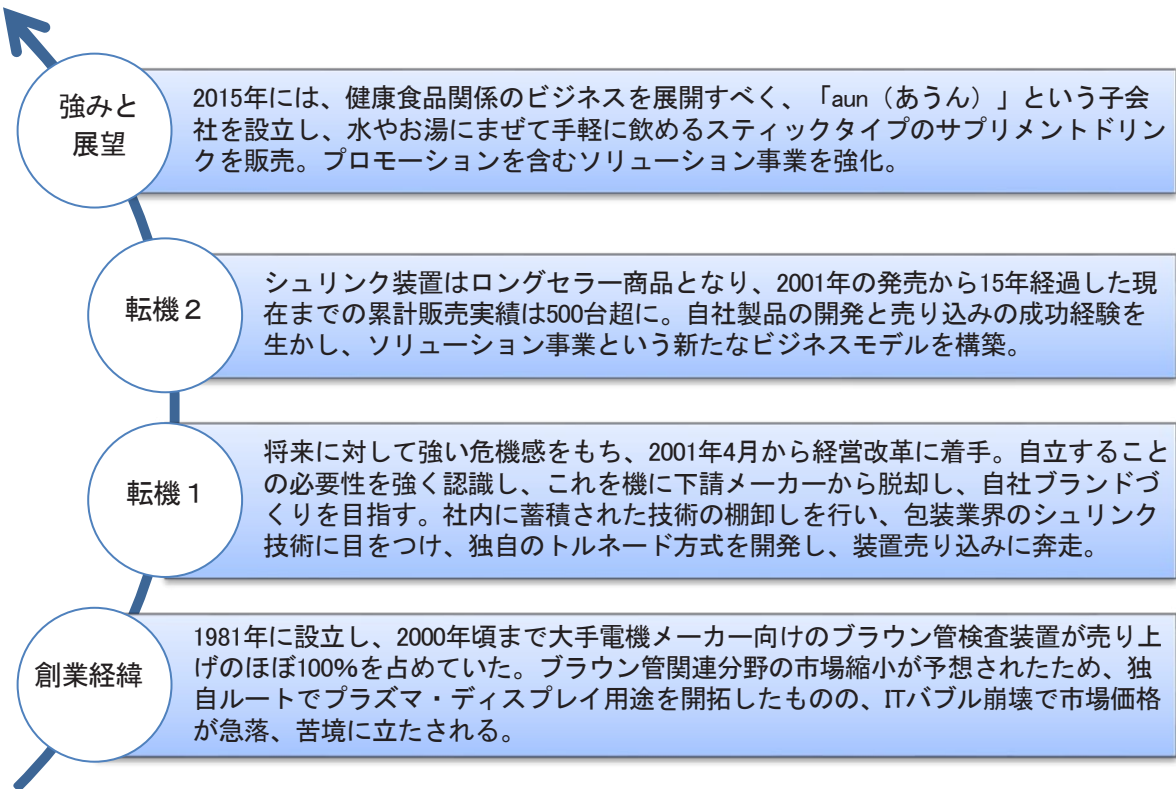 強みと
展望
2015年には、健康食品関係のビジネスを展開すべく、「aun（あうん）」という子会
社を設立し、水やお湯にまぜて手軽に飲めるスティックタイプのサプリメントドリン
クを販売。プロモーションを含むソリューション事業を強化。
転機２
シュリンク装置はロングセラー商品となり、2001年の発売から15年経過した現
在までの累計販売実績は500台超に。自社製品の開発と売り込みの成功経験を
生かし、ソリューション事業という新たなビジネスモデルを構築。
転機１
将来に対して強い危機感をもち、2001年4月から経営改革に着手。自立すること
の必要性を強く認識し、これを機に下請メーカーから脱却し、自社ブランドづ
くりを目指す。社内に蓄積された技術の棚卸しを行い、包装業界のシュリンク
技術に目をつけ、独自のトルネード方式を開発し、装置売り込みに奔走。
創業経緯
1981年に設立し、2000年頃まで大手電機メーカー向けのブラウン管検査装置が売り上
げのほぼ100%を占めていた。ブラウン管関連分野の市場縮小が予想されたため、独
自ルートでプラズマ・ディスプレイ用途を開拓したものの、ITバブル崩壊で市場価格
が急落、苦境に立たされる。